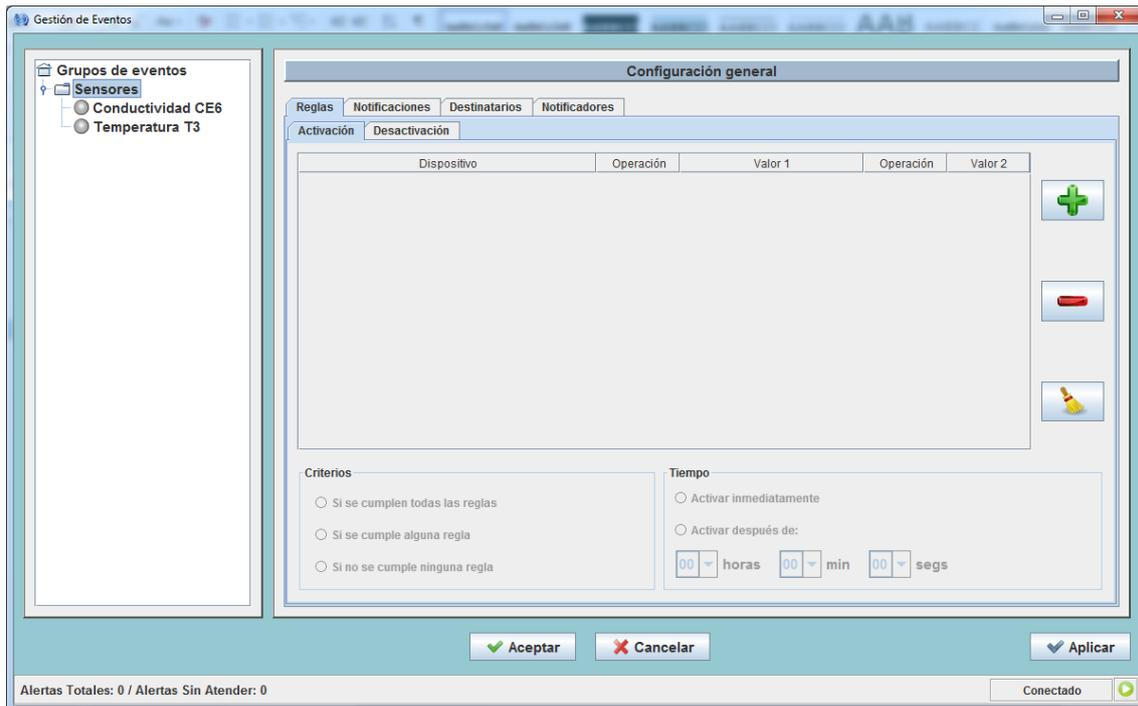 Gestión de Eventos
Grupos de eventos
Sensores
Conductividad CE6
Temperatura T3
Configuración general
Reglas Notificaciones Destinatarios Notificadores
Activación Desactivación
Dispositivo Operación Valor 1 Operación Valor 2
Criterios
Si se cumplen todas las reglas
Si se cumple alguna regla
Si no se cumple ninguna regla
Tiempo
Activar inmediatamente
Activar después de:
00 horas 00 min 00 segs
Aceptar Cancelar Aplicar
Alertas Totales: 0 / Alertas Sin Atender: 0 Conectado